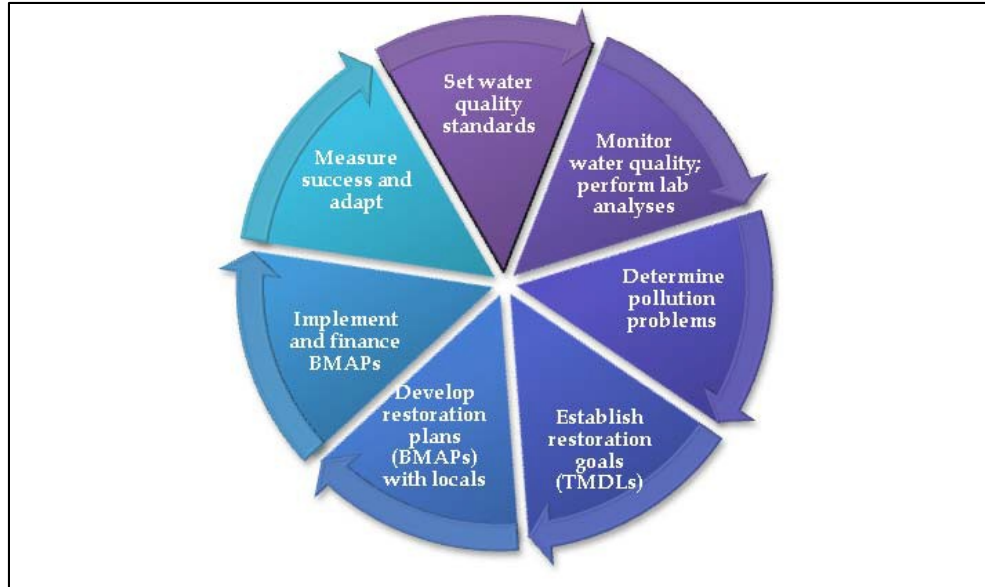 Set water
quality
standards
Monitor
water quality;
perform lab
analyses
Determine
pollution
problems
Establish
restoration
goals
(TMDLs)
Develop
restoration
plans
(BMAPs)
with locals
Implement
and finance
BMAPs
Measure
success and
adapt